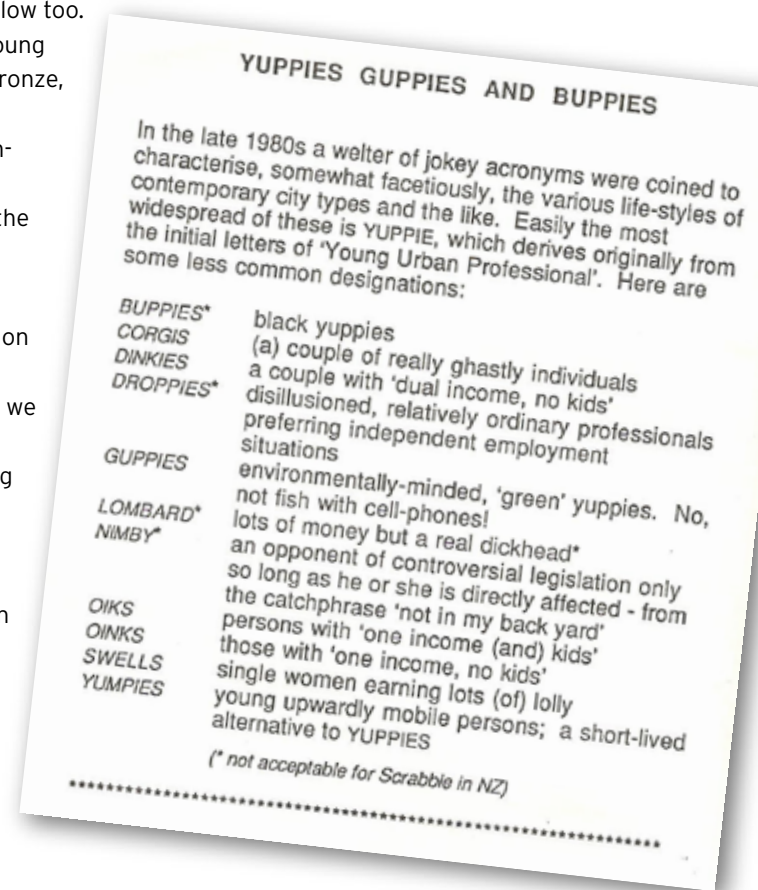 low too.
oung
ronze,
n-
the
on
we
g
n
YUPPIES GUPPIES AND BUPPIES
In the late 1980s a welter of jokey acronyms were coined to
characterise, somewhat facetiously, the various life-styles of
contemporary city types and the like. Easily the most
widespread of these is YUPPIE, which derives originally from
the initial letters of 'Young Urban Professional'. Here are
some less common designations:
BUPPIES* black yuppies
CORGIS (a) couple of really ghastly individuals
DINKIES a couple with 'dual income, no kids'
DROPPIES* disillusioned, relatively ordinary professionals
preferring independent employment
situations
GUPPIES environmentally-minded, 'green' yuppies. No,
not fish with cell-phones!
LOMBARD* lots of money but a real dickhead*
NIMBY* an opponent of controversial legislation only
so long as he or she is directly affected - from
the catchphrase 'not in my back yard'
OIKS persons with 'one income (and) kids'
OINKS those with 'one income, no kids'
SWELLS single women earning lots (of) lolly
YUMPIES young upwardly mobile persons; a short-lived
alternative to YUPPIES
(* not acceptable for Scrabble in NZ)